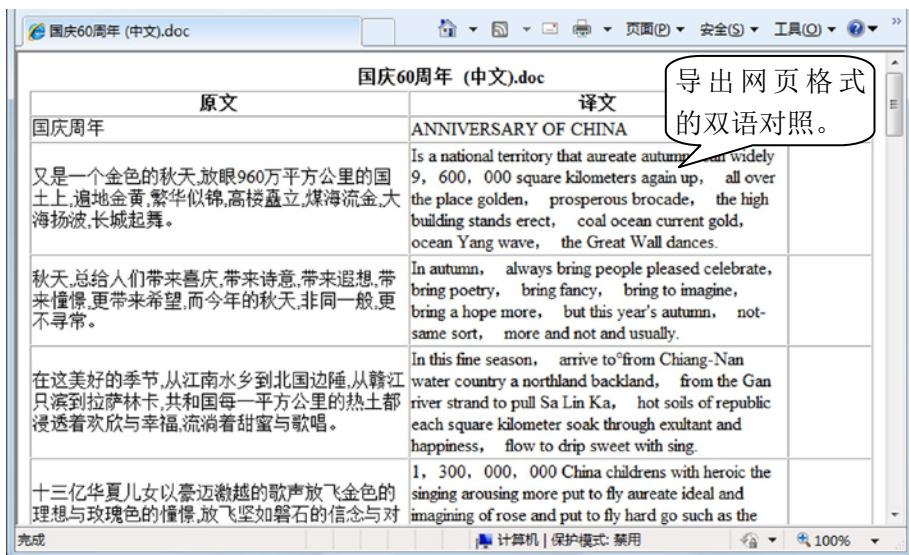 国庆60周年 (中文).doc
页面(P) 安全(S) 工具(O)
国庆60周年 (中文).doc
导出网页格式
的双语对照。
原文 译文
国庆周年
ANNIVERSARY OF CHINA
又是一个金色的秋天,放眼960万平方公里的国
土上,遍地金黄,繁华似锦,高楼矗立,煤海流金,大
海扬波,长城起舞。
Is a national territory that aureate autumn can widely
9， 600， 000 square kilometers again up， all over
the place golden， prosperous brocade， the high
building stands erect， coal ocean current gold，
ocean Yang wave， the Great Wall dances.
秋天,总给人们带来喜庆,带来诗意,带来遐想,带
来憧憬,更带来希望,而今年的秋天,非同一般,更
不寻常。
In autumn， always bring people pleased celebrate，
bring poetry， bring fancy， bring to imagine，
bring a hope more， but this year's autumn， not-
same sort， more and not and usually.
在这美好的季节,从江南水乡到北国边陲,从赣江
只滨到拉萨林卡,共和国每一平方公里的热土都
浸透着欢欣与幸福,流淌着甜蜜与歌唱。
In this fine season， arrive to°from Chiang-Nan
water country a northland backland， from the Gan
river strand to pull Sa Lin Ka， hot soils of republic
each square kilometer soak through exultant and
happiness， flow to drip sweet with sing.
十三亿华夏儿女以豪迈激越的歌声放飞金色的
理想与玫瑰色的憧憬,放飞坚如磐石的信念与对
1， 300， 000， 000 China childrens with heroic the
singing arousing more put to fly aureate ideal and
imagining of rose and put to fly hard go such as the
完成 计算机 | 保护模式: 禁用 100%